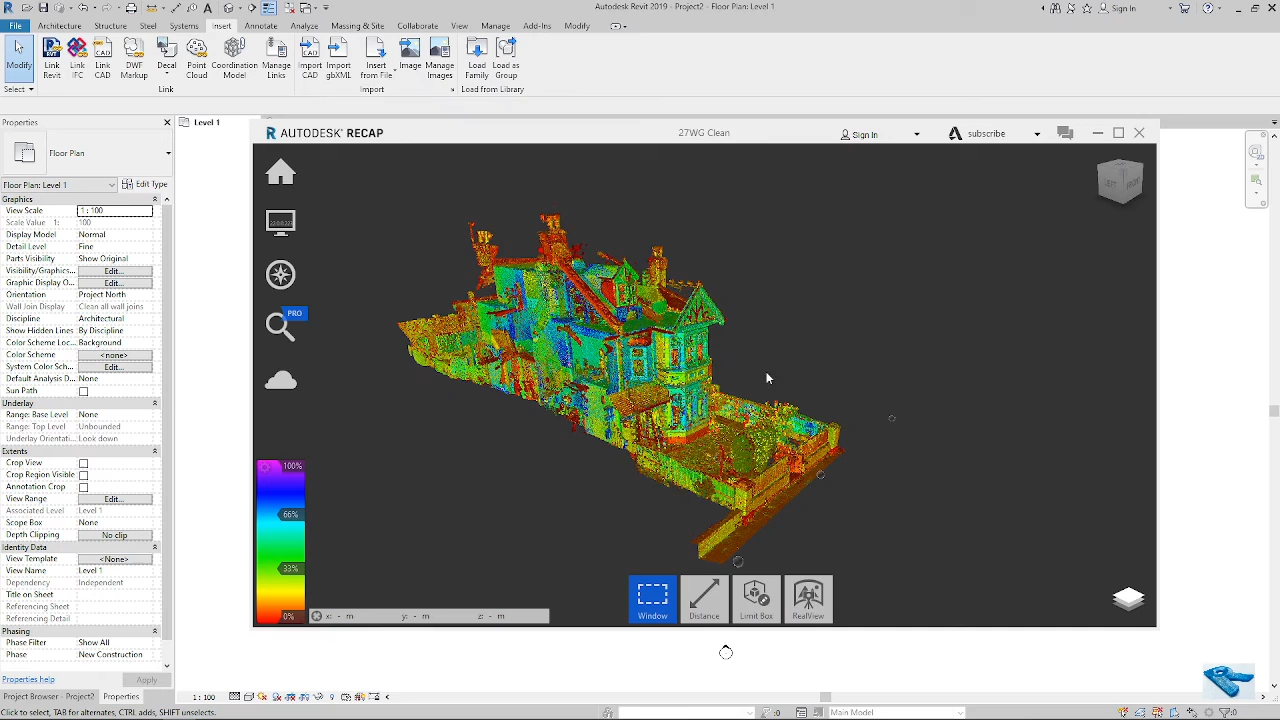 Autodesk Revit 2019 - Project2 - Floor Plan: Level 1
Sign In
File Architecture Structure Steel Systems Insert Annotate Analyze Massing & Site Collaborate View Manage Add-Ins Modify
Modify
Link Revit
Link IFC
Link CAD
DWF Markup
Decal
Point Cloud
Coordination Model
Manage Links
Import CAD
Import gbXML
Insert from File
Image
Manage Images
Load Family
Load as Group
Select
Link
Import
Load from Library
Properties
Level 1
Floor Plan
Floor Plan: Level 1
Edit Type
Graphics
View Scale 1 : 100
Scale Value 1: 100
Display Model Normal
Detail Level Fine
Parts Visibility Show Original
Visibility/Graphics... Edit...
Graphic Display O... Edit...
Orientation Project North
Wall Join Display Clean all wall joins
Discipline Architectural
Show Hidden Lines By Discipline
Color Scheme Location Background
Color Scheme <none>
System Color Sch... Edit...
Default Analysis D... None
Sun Path
Underlay
Range: Base Level None
Range: Top Level Unbounded
Underlay Orientati... Look down
Extents
Crop View
Crop Region Visible
Annotation Crop
View Range Edit...
Associated Level Level 1
Scope Box None
Depth Clipping No clip
Identity Data
View Template <None>
View Name Level 1
Dependency Independent
Title on Sheet
Referencing Sheet
Referencing Detail
Phasing
Phase Filter Show All
Phase New Construction
Properties help
Apply
Project Browser - Project2
Properties
R AUTODESK® RECAP
27WG Clean
Sign In
subscribe
LEFT
FRONT
PRO
100%
66%
33%
0%
x: - m y: - m z: - m
Window
Distance
Limit Box
RealView
1 : 100
Click to select, TAB for alternates, CTRL adds, SHIFT unselects.
:0
Main Model
:0